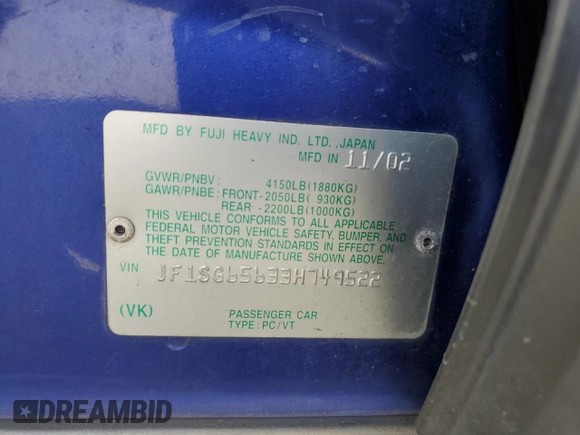 MFD BY FUJI HEAVY IND. LTD., JAPAN
MFD IN 11/02
GVWR/PNBV: 4150LB(1880KG)
GAWR/PNBE: FRONT-2050LB( 930KG)
REAR: -2200LB(1000KG)
THIS VEHICLE CONFORMS TO ALL APPLICABLE
FEDERAL MOTOR VEHICLE SAFETY, BUMPER, AND
THEFT PREVENTION STANDARDS IN EFFECT ON
THE DATE OF MANUFACTURE SHOWN ABOVE.
VIN JF1SG65633H749522
(VK) PASSENGER CAR
TYPE: PC/VT
DREAMBID